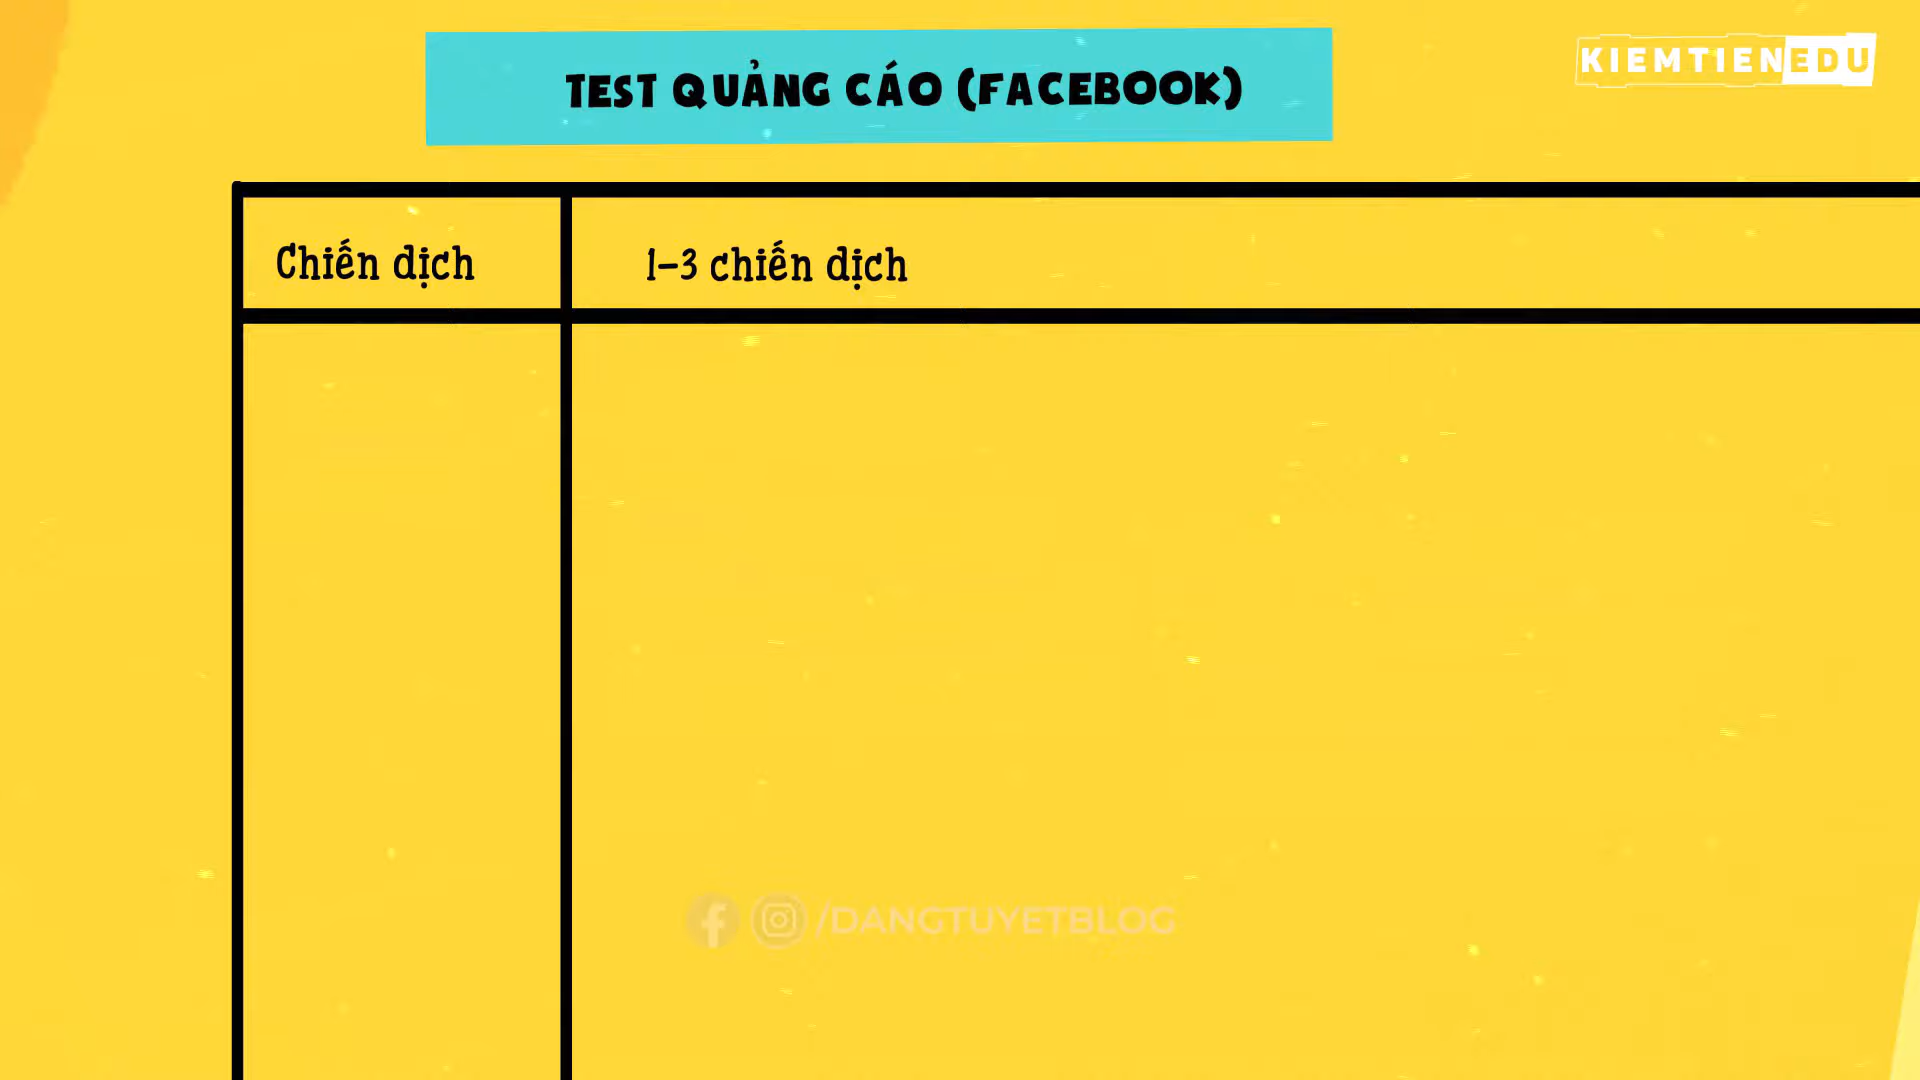 TEST QUẢNG CÁO (FACEBOOK)
KIEMTIENEDU
Chiến dịch
1-3 chiến dịch
/DANGTUYETBLOG